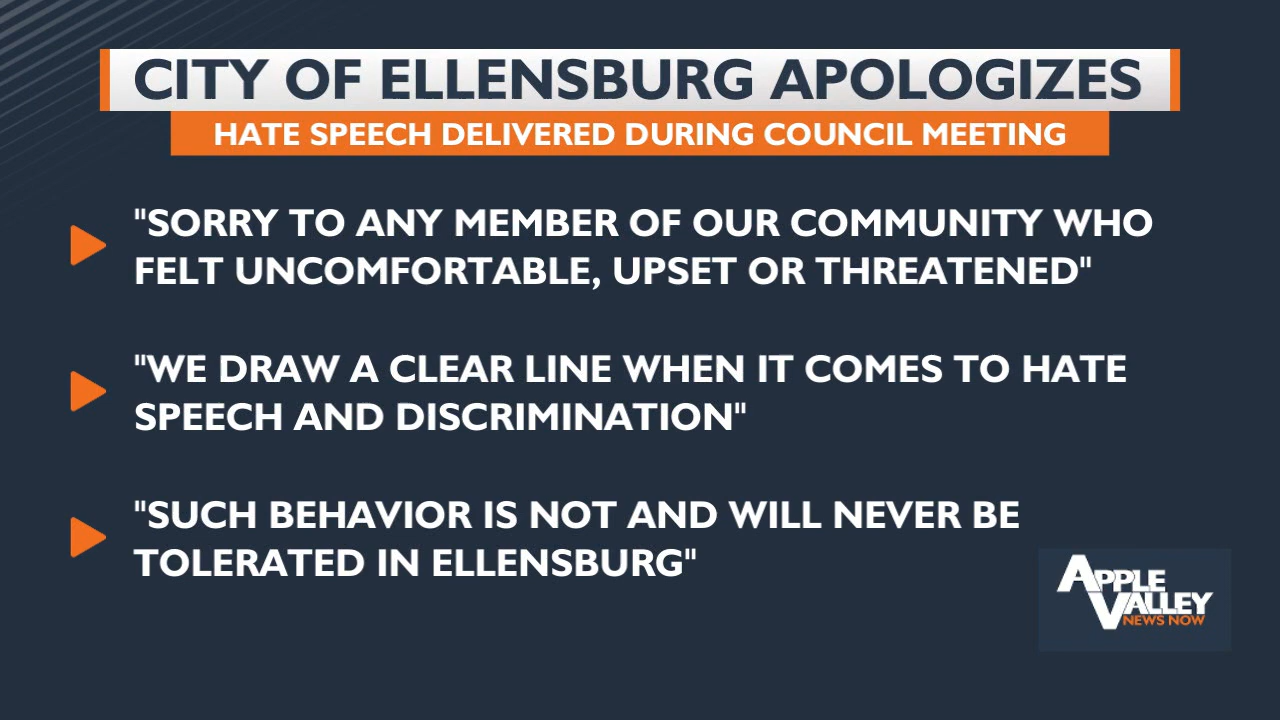 CITY OF ELLENSBURG APOLOGIZES
HATE SPEECH DELIVERED DURING COUNCIL MEETING
"SORRY TO ANY MEMBER OF OUR COMMUNITY WHO
FELT UNCOMFORTABLE, UPSET OR THREATENED"
"WE DRAW A CLEAR LINE WHEN IT COMES TO HATE
SPEECH AND DISCRIMINATION"
"SUCH BEHAVIOR IS NOT AND WILL NEVER BE
TOLERATED IN ELLENSBURG"
APPLE
VALLEY
NEWS NOW